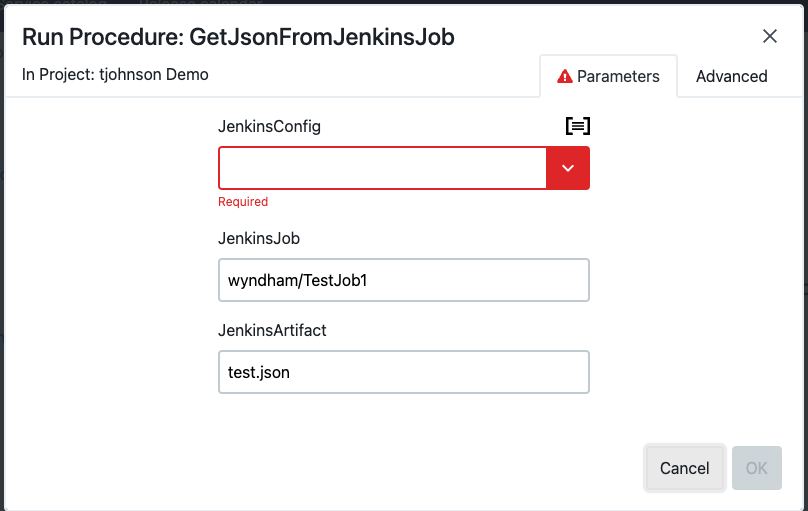 Run Procedure: GetJsonFromJenkinsJob
In Project: tjohnson Demo
Parameters
Advanced
JenkinsConfig
Required
JenkinsJob
wyndham/TestJob1
JenkinsArtifact
test.json
Cancel
OK